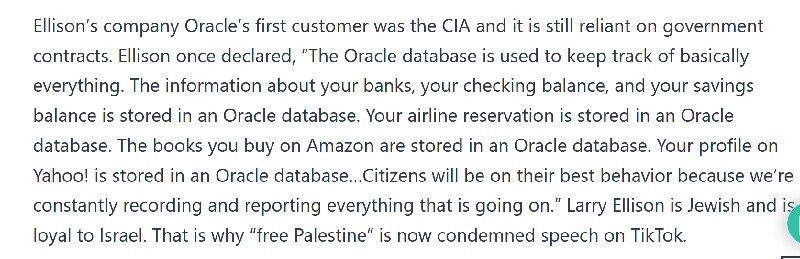 Ellison’s company Oracle’s first customer was the CIA and it is still reliant on government
contracts. Ellison once declared, “The Oracle database is used to keep track of basically
everything. The information about your banks, your checking balance, and your savings
balance is stored in an Oracle database. Your airline reservation is stored in an Oracle
database. The books you buy on Amazon are stored in an Oracle database. Your profile on
Yahoo! is stored in an Oracle database…Citizens will be on their best behavior because we’re
constantly recording and reporting everything that is going on.” Larry Ellison is Jewish and is
loyal to Israel. That is why “free Palestine” is now condemned speech on TikTok.